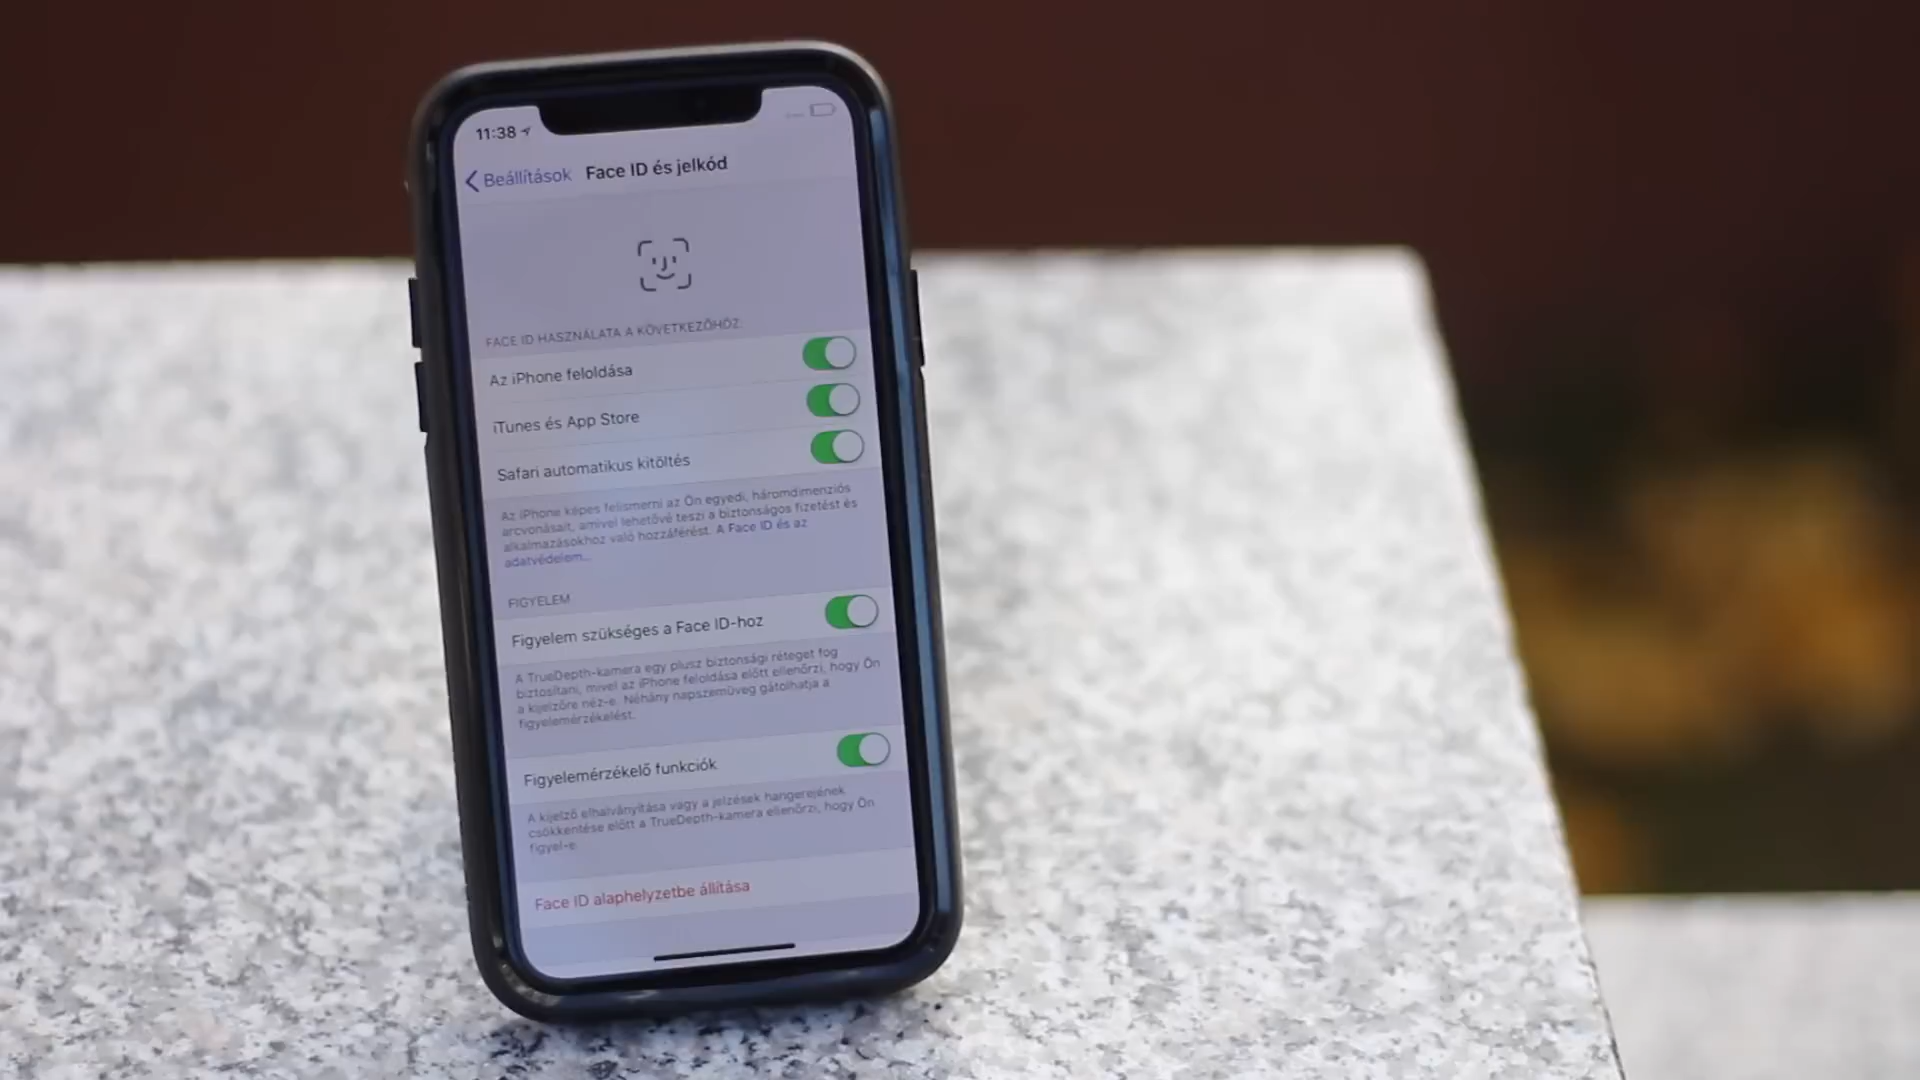 11:38
Beállítások Face ID és jelkód
FACE ID HASZNÁLATA A KÖVETKEZŐHÖZ:
Az iPhone feloldása
iTunes és App Store
Safari automatikus kitöltés
Az iPhone képes felismerni az Ön egyedi, háromdimenziós
arcvonásait, amivel lehetővé teszi a biztonságos fizetést és
alkalmazásokhoz való hozzáférést. A Face ID és az
adatvédelem...
FIGYELEM
Figyelem szükséges a Face ID-hoz
A TrueDepth-kamera egy plusz biztonsági réteget fog
biztosítani, mivel az iPhone feloldása előtt ellenőrzi, hogy Ön
a kijelzőre néz-e. Néhány napszemüveg gátolhatja a
figyelemérzékelést.
Figyelemérzékelő funkciók
A kijelző elhalványítása vagy a jelzések hangerejének
csökkentése előtt a TrueDepth-kamera ellenőrzi, hogy Ön
figyel-e.
Face ID alaphelyzetbe állítása